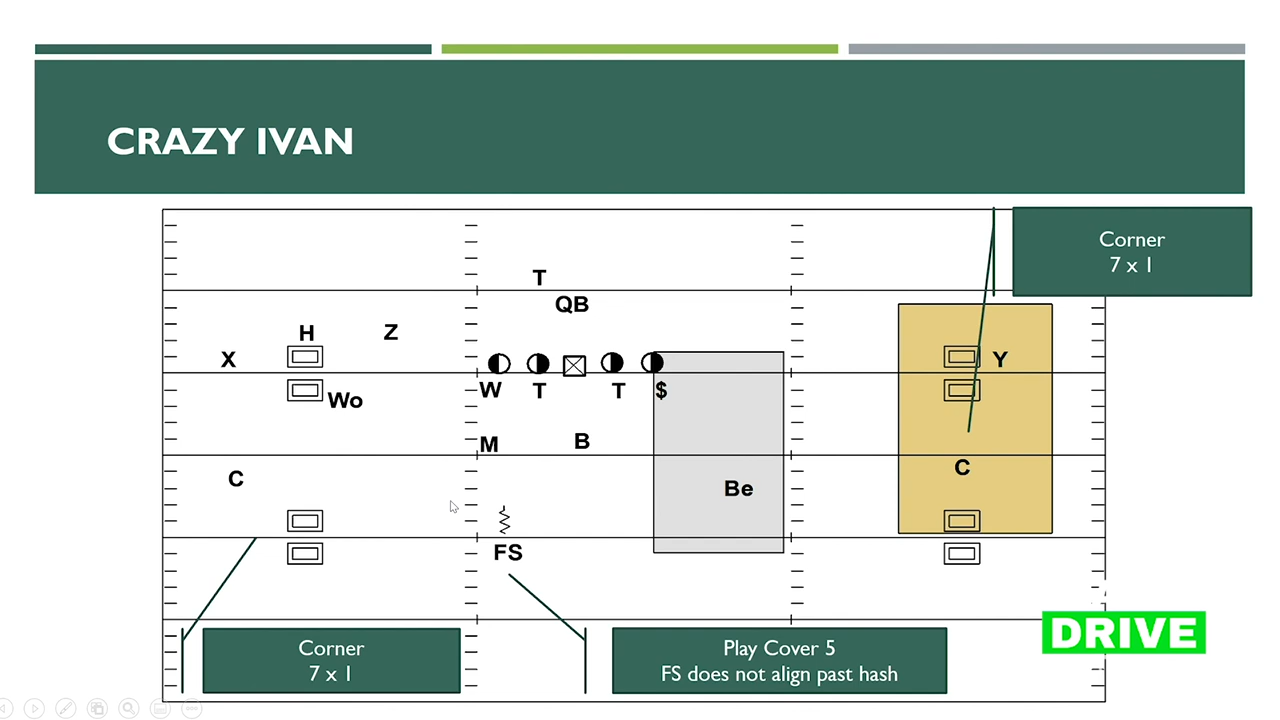 CRAZY IVAN
Corner
7 x 1
T
QB
H
Z
X
Y
Wo
W
T
T
$
M
B
C
C
Be
FS
Corner
7 x 1
Play Cover 5
FS does not align past hash
DRIVE